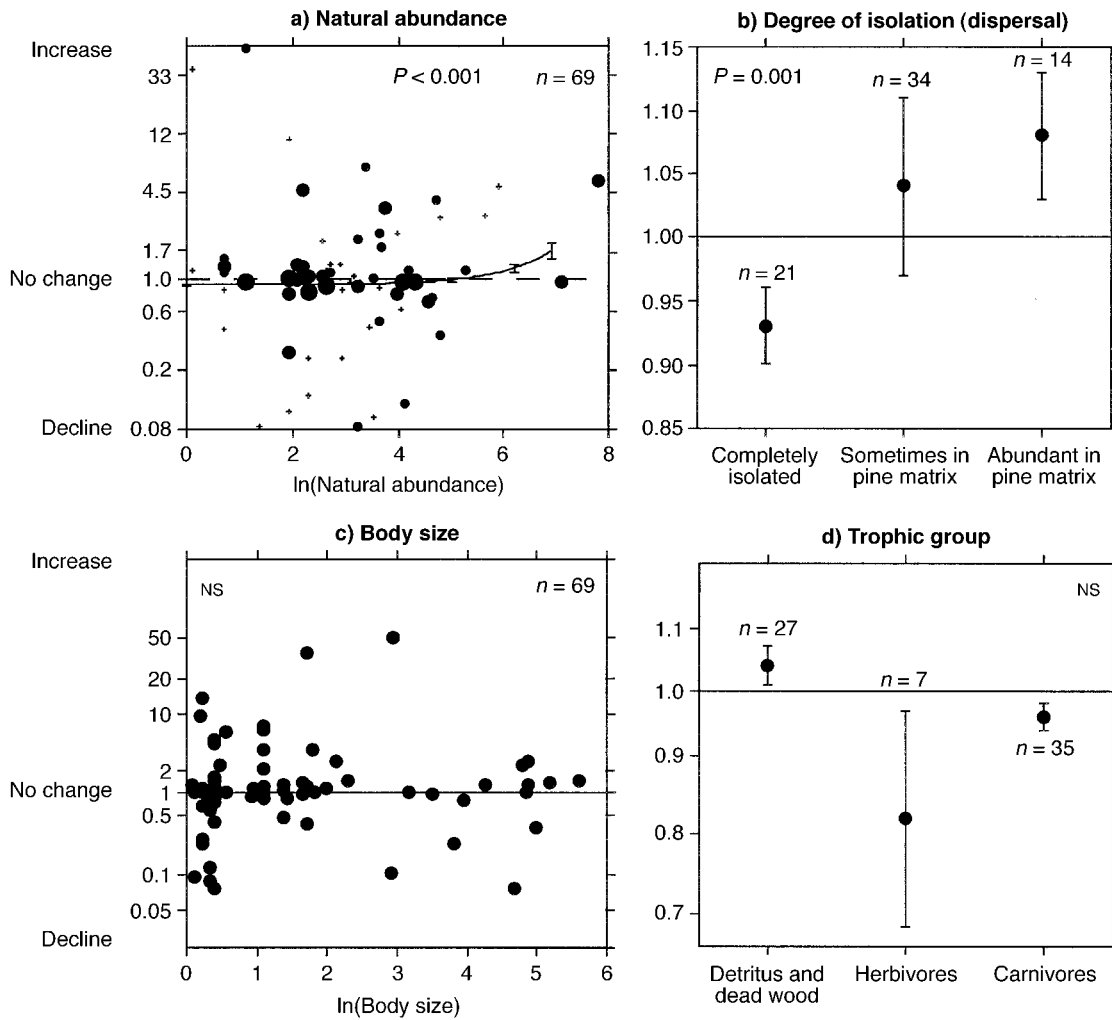 a) Natural abundance
Increase
33
12
4.5
1.7
No change
1.0
0.6
0.2
Decline
0.08
P < 0.001
n = 69
0
2
4
6
8
ln(Natural abundance)
b) Degree of isolation (dispersal)
1.15
1.10
1.05
1.00
0.95
0.90
0.85
P = 0.001
n = 34
n = 14
n = 21
Completely
isolated
Sometimes in
pine matrix
Abundant in
pine matrix
c) Body size
Increase
50
20
10
2
No change
1
0.5
0.1
0.05
Decline
NS
n = 69
0
1
2
3
4
5
6
ln(Body size)
d) Trophic group
NS
1.1
1.0
0.9
0.8
0.7
n = 27
n = 7
n = 35
Detritus and
dead wood
Herbivores
Carnivores